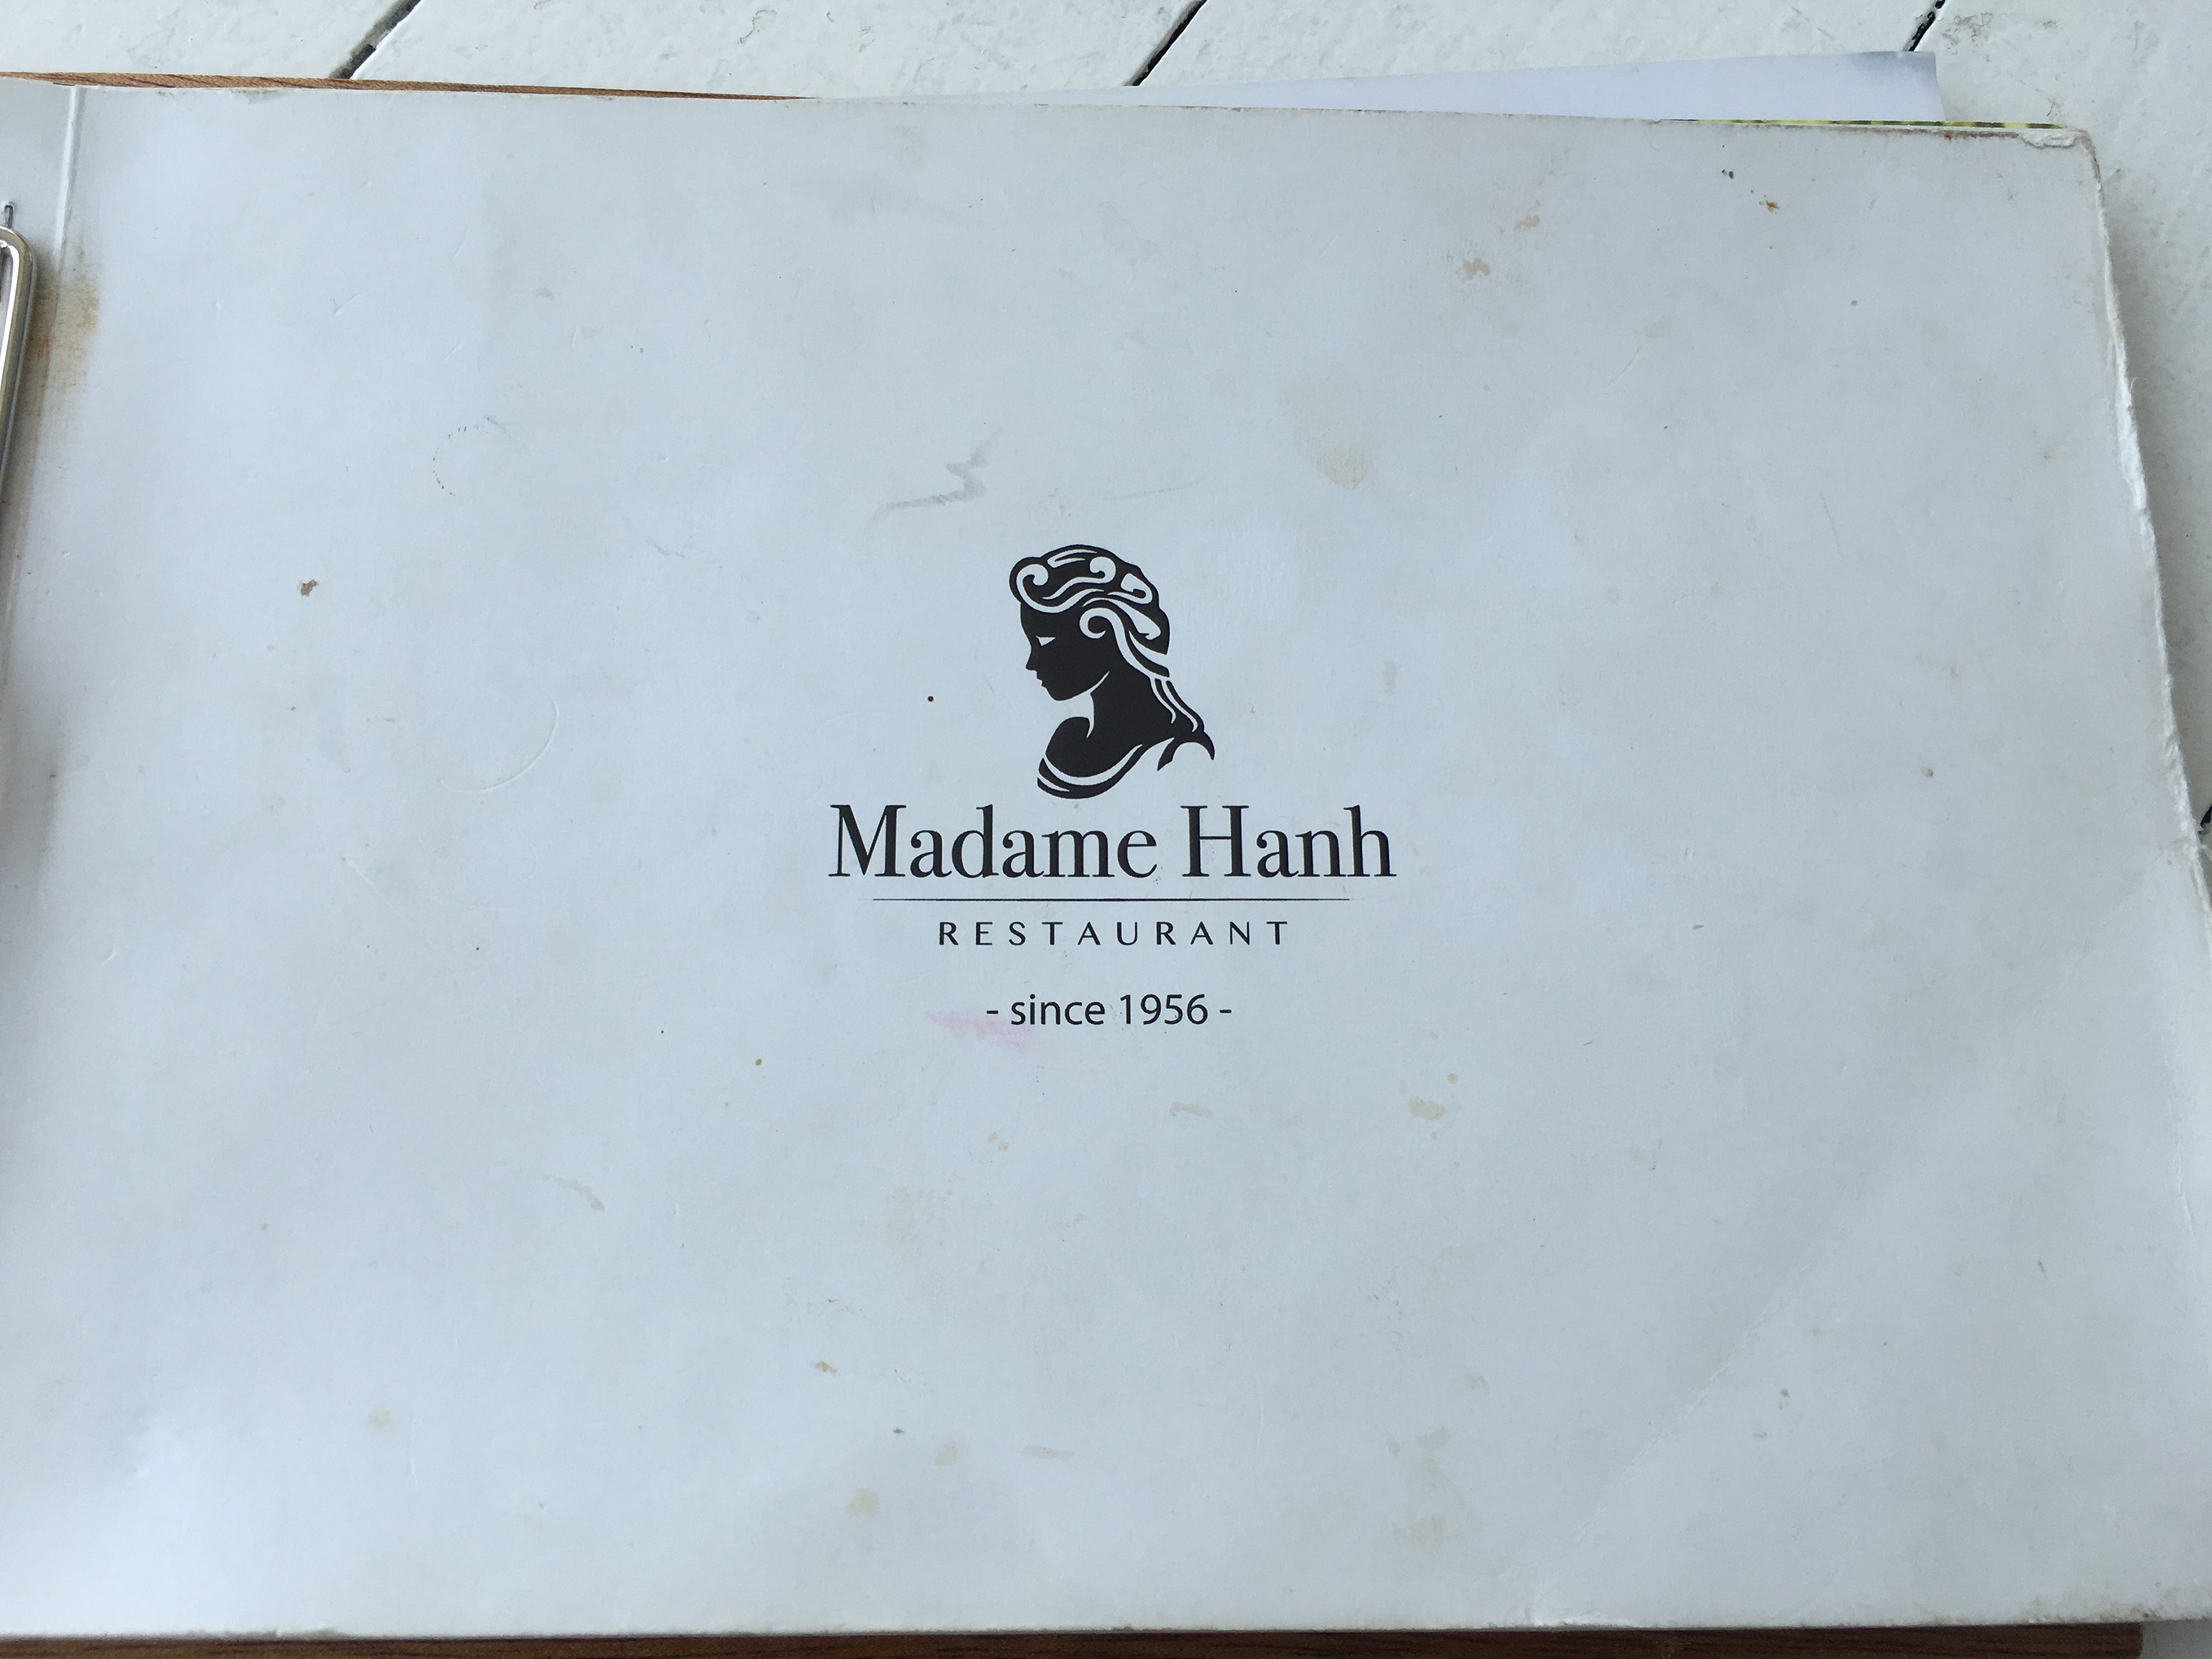 Madame Hanh
RESTAURANT
- since 1956 -